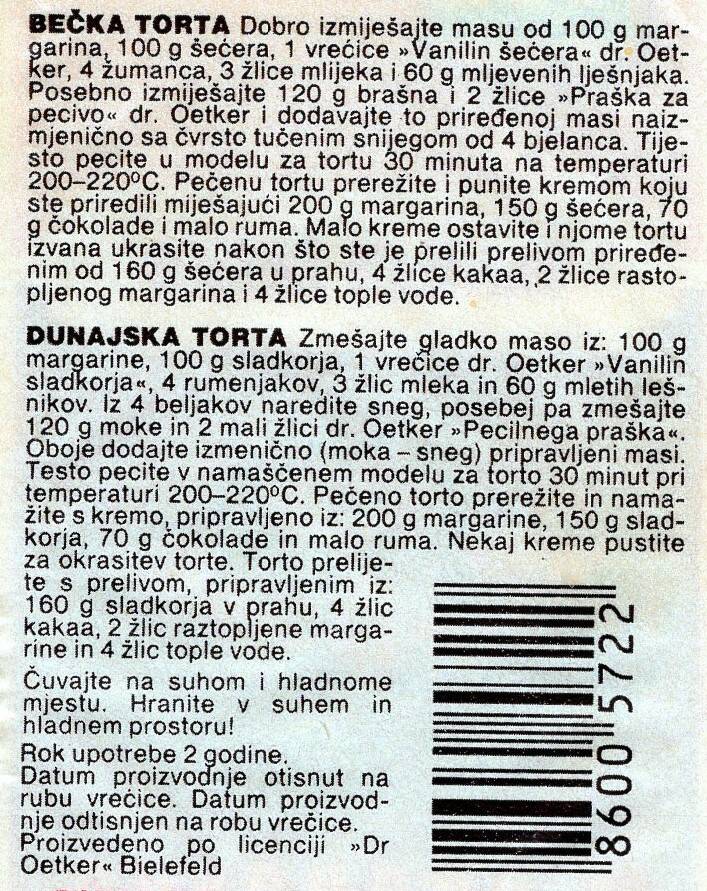 BEČKA TORTA Dobro izmiješajte masu od 100 g mar-
garina, 100 g šećera, 1 vrećice »Vanilin šećera« dr. Oet-
ker, 4 žumanca, 3 žlice mlijeka i 60 g mljevenih lješnjaka.
Posebno izmiješajte 120 g brašna i 2 žlice »Praška za
pecivo« dr. Oetker i dodavajte to priređenoj masi naiz-
mjenično sa čvrsto tučenim snijegom od 4 bjelanca. Tije-
sto pecite u modelu za tortu 30 minuta na temperaturi
200–220°C. Pečenu tortu prerežite i punite kremom koju
ste priredili miješajući 200 g margarina, 150 g šećera, 70
g čokolade i malo ruma. Malo kreme ostavite i njome tortu
izvana ukrasite nakon što ste je prelili prelivom priređe-
nim od 160 g šećera u prahu, 4 žlice kakaa, 2 žlice rasto-
pljenog margarina i 4 žlice tople vode.
DUNAJSKA TORTA Zmešajte gladko maso iz: 100 g
margarine, 100 g sladkorja, 1 vrečice dr. Oetker »Vanilin
sladkorja«, 4 rumenjakov, 3 žlic mleka in 60 g mletih leš-
nikov. Iz 4 beljakov naredite sneg, posebej pa zmešajte
120 g moke in 2 mali žlici dr. Oetker »Pecilnega praška«.
Oboje dodajte izmenično (moka – sneg) pripravljeni masi.
Testo pecite v namaščenem modelu za torto 30 minut pri
temperaturi 200–220°C. Pečeno torto prerežite in nama-
žite s kremo, pripravljeno iz: 200 g margarine, 150 g slad-
korja, 70 g čokolade in malo ruma. Nekaj kreme pustite
za okrasitev torte. Torto prelije-
te s prelivom, pripravljenim iz:
160 g sladkorja v prahu, 4 žlic
kakaa, 2 žlic raztopljene marga-
rine in 4 žlic tople vode.
Čuvajte na suhom i hladnome
mjestu. Hranite v suhem in
hladnem prostoru!
Rok upotrebe 2 godine.
Datum proizvodnje otisnut na
rubu vrećice. Datum proizvod-
nje odtisnjen na robu vrečice.
Proizvedeno po licenciji »Dr
Oetker« Bielefeld
8600 5722